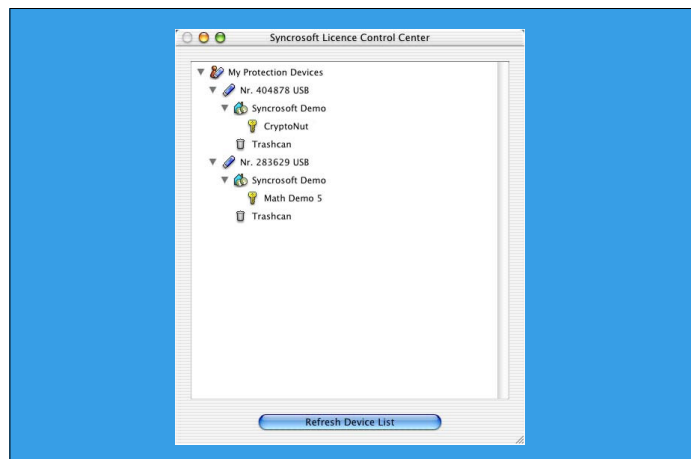 Syncrosoft Licence Control Center
My Protection Devices
Nr. 404878 USB
Syncrosoft Demo
CryptoNut
Trashcan
Nr. 283629 USB
Syncrosoft Demo
Math Demo 5
Trashcan
Refresh Device List